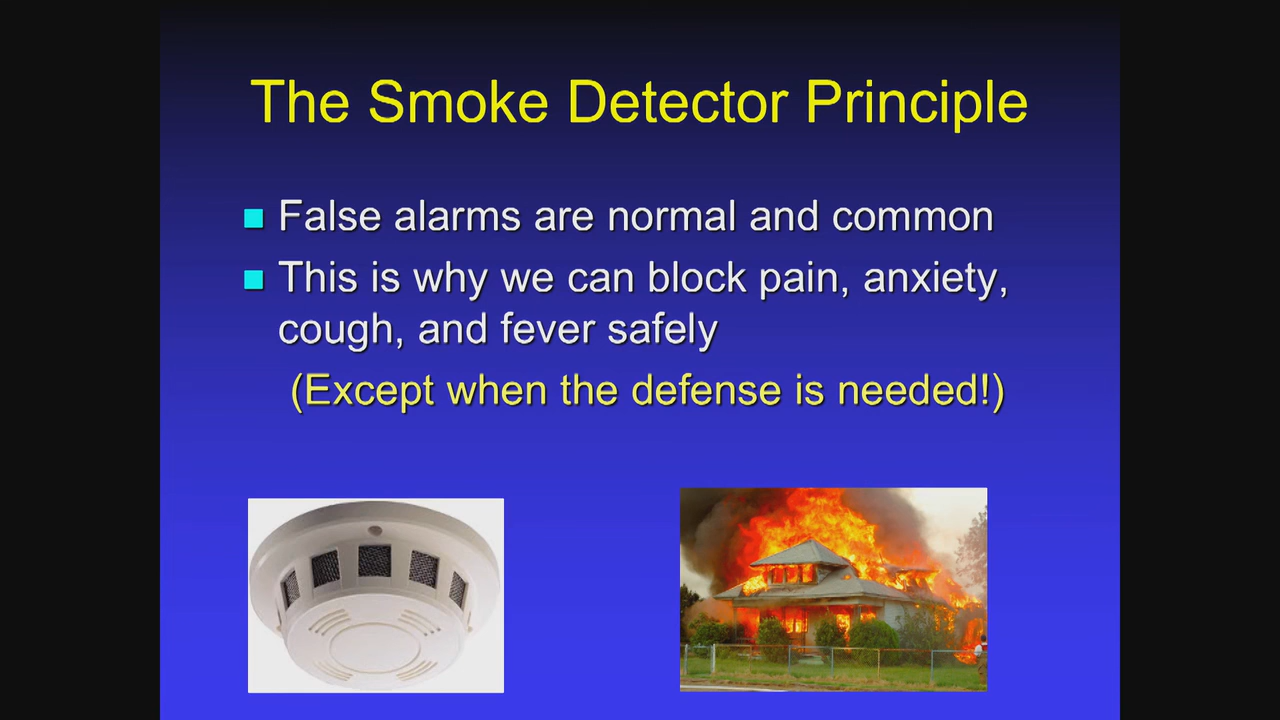 The Smoke Detector Principle
False alarms are normal and common
This is why we can block pain, anxiety,
cough, and fever safely
(Except when the defense is needed!)